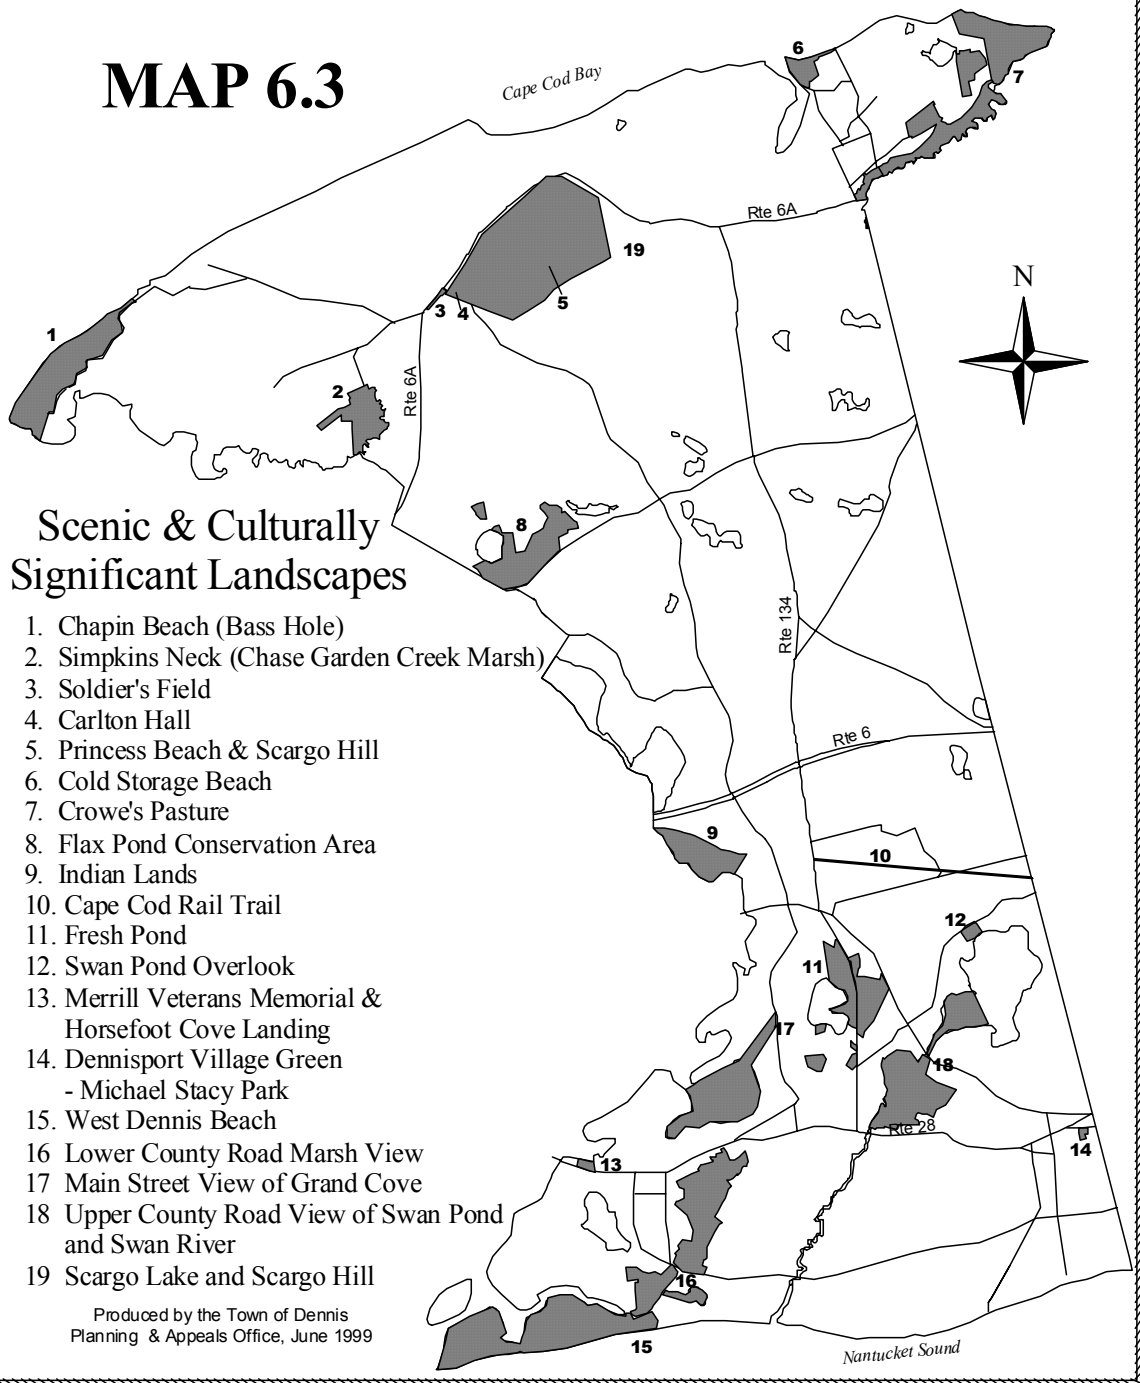 MAP 6.3
Cape Cod Bay
6
7
Rte 6A
19
N
5
3
4
1
2
Rte 6A
8
Scenic & Culturally
Significant Landscapes
1. Chapin Beach (Bass Hole)
2. Simpkins Neck (Chase Garden Creek Marsh)
3. Soldier's Field
4. Carlton Hall
5. Princess Beach & Scargo Hill
6. Cold Storage Beach
7. Crowe's Pasture
8. Flax Pond Conservation Area
9. Indian Lands
10. Cape Cod Rail Trail
11. Fresh Pond
12. Swan Pond Overlook
13. Merrill Veterans Memorial &
Horsefoot Cove Landing
14. Dennisport Village Green
- Michael Stacy Park
15. West Dennis Beach
16 Lower County Road Marsh View
17 Main Street View of Grand Cove
18 Upper County Road View of Swan Pond
and Swan River
19 Scargo Lake and Scargo Hill
Produced by the Town of Dennis
Planning & Appeals Office, June 1999
Rte 134
Rte 6
9
10
12
11
17
18
Rte 28
14
13
16
15
Nantucket Sound